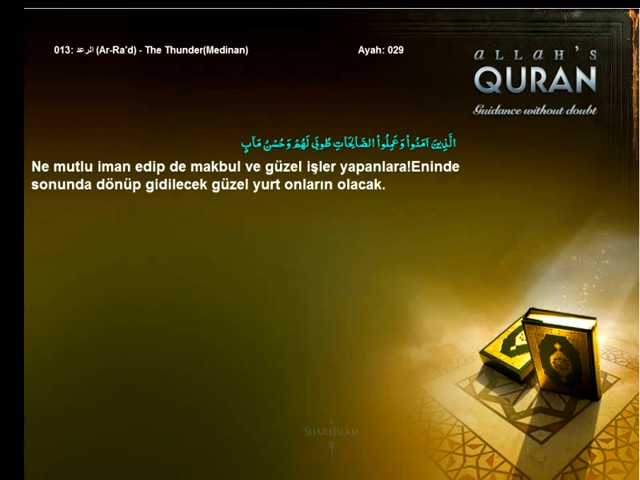 013: الرعد (Ar-Ra'd) - The Thunder(Medinan) Ayah: 029
ALLAH'S
QURAN
Guidance without doubt
الَّذِينَ آمَنُواْ وَعَمِلُواْ الصَّالِحَاتِ طُوبَى لَهُمْ وَحُسْنُ مَآبٍ
Ne mutlu iman edip de makbul ve güzel işler yapanlara!Eninde
sonunda dönüp gidilecek güzel yurt onların olacak.
SHAREISLAM